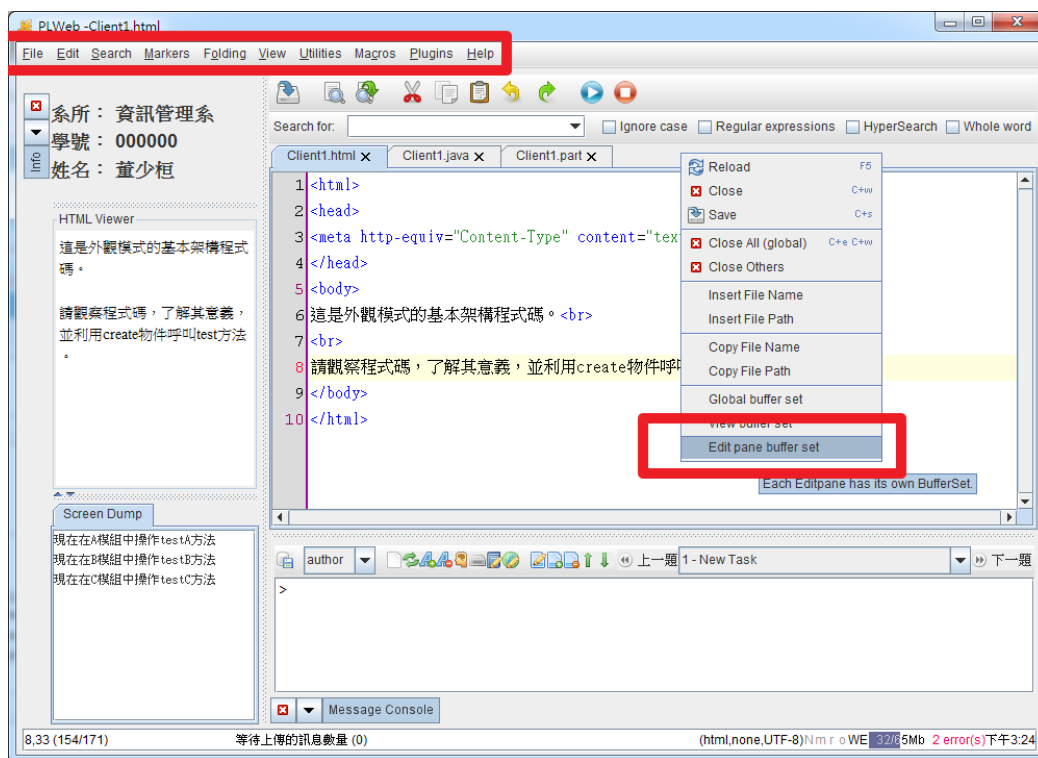 PLWeb -Client1.html
File Edit Search Markers Folding View Utilities Macros Plugins Help
Info
系所： 資訊管理系
學號： 000000
姓名： 董少桓
HTML Viewer
這是外觀模式的基本架構程式
碼。
請觀察程式碼，了解其意義，
並利用create物件呼叫test方法
。
Screen Dump
現在在A模組中操作testA方法
現在在B模組中操作testB方法
現在在C模組中操作testC方法
Search for: Ignore case Regular expressions HyperSearch Whole word
Client1.html x Client1.java x Client1.part x
1 <html>
2 <head>
3 <meta http-equiv="Content-Type" content="tex
4 </head>
5 <body>
6 這是外觀模式的基本架構程式碼。<br>
7 <br>
8 請觀察程式碼，了解其意義，並利用create物件呼
9 </body>
10 </html>
Reload F5
Close C+w
Save C+s
Close All (global) C+e C+w
Close Others
Insert File Name
Insert File Path
Copy File Name
Copy File Path
Global buffer set
View buffer set
Edit pane buffer set
Each Editpane has its own BufferSet.
author 上一題 1 - New Task 下一題
>
Message Console
8,33 (154/171) 等待上傳的訊息數量 (0) (html,none,UTF-8)N m r o WE 32/65Mb 2 error(s)下午3:24